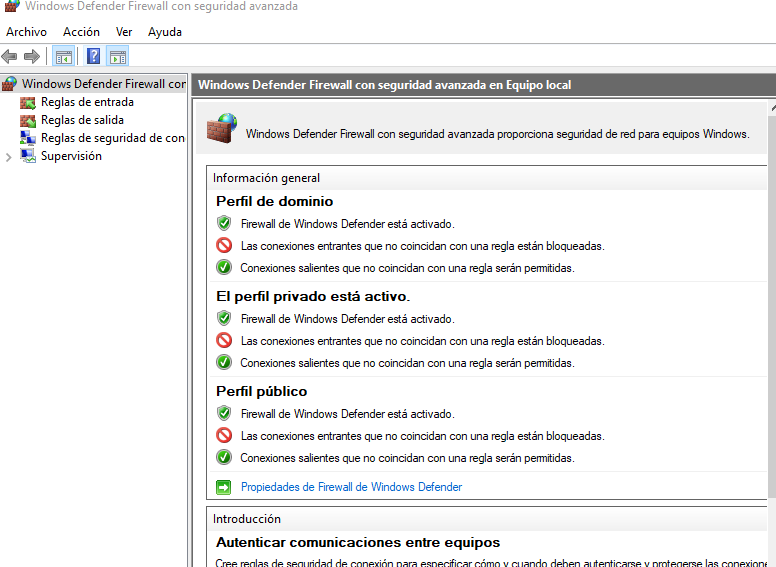 Windows Defender Firewall con seguridad avanzada
Archivo Acción Ver Ayuda
Windows Defender Firewall con
Reglas de entrada
Reglas de salida
Reglas de seguridad de con
Supervisión
Windows Defender Firewall con seguridad avanzada en Equipo local
Windows Defender Firewall con seguridad avanzada proporciona seguridad de red para equipos Windows.
Información general
Perfil de dominio
Firewall de Windows Defender está activado.
Las conexiones entrantes que no coincidan con una regla están bloqueadas.
Conexiones salientes que no coincidan con una regla serán permitidas.
El perfil privado está activo.
Firewall de Windows Defender está activado.
Las conexiones entrantes que no coincidan con una regla están bloqueadas.
Conexiones salientes que no coincidan con una regla serán permitidas.
Perfil público
Firewall de Windows Defender está activado.
Las conexiones entrantes que no coincidan con una regla están bloqueadas.
Conexiones salientes que no coincidan con una regla serán permitidas.
Propiedades de Firewall de Windows Defender
Introducción
Autenticar comunicaciones entre equipos
Cree reglas de seguridad de conexión para especificar cómo y cuándo deben autenticarse y protegerse las conexione